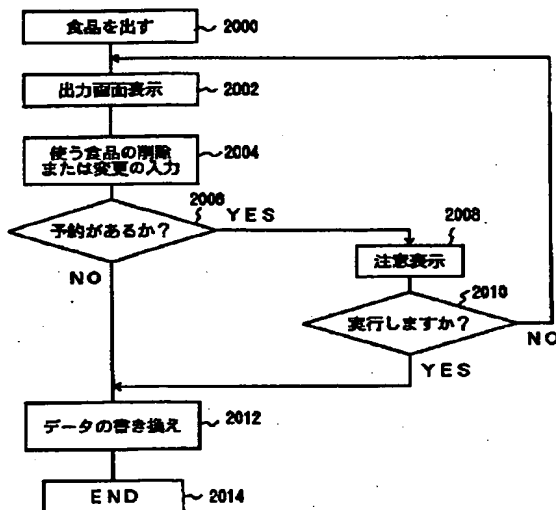 食品を出す
2000
出力画面表示
2002
使う食品の削除
または変更の入力
2004
2006
予約があるか?
YES
NO
2008
注意表示
2010
実行しますか?
NO
YES
データの書き換え
2012
END
2014